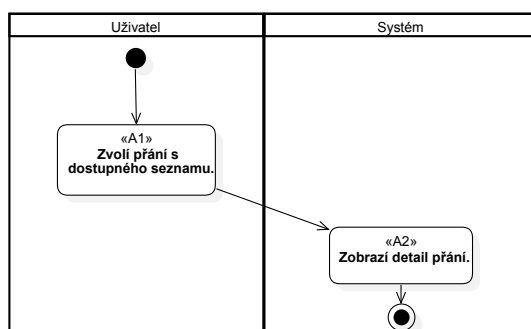 Uživatel
Systém
«A1»
Zvolí přání s
dostupného seznamu.
«A2»
Zobrazí detail přání.